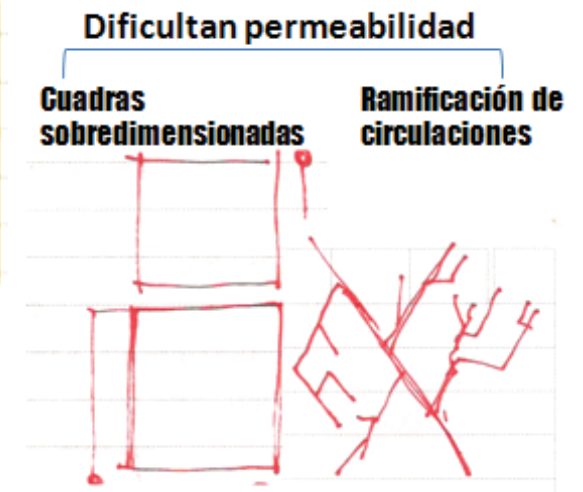 Dificultan permeabilidad
Cuadras
sobredimensionadas
Ramificación de
circulaciones